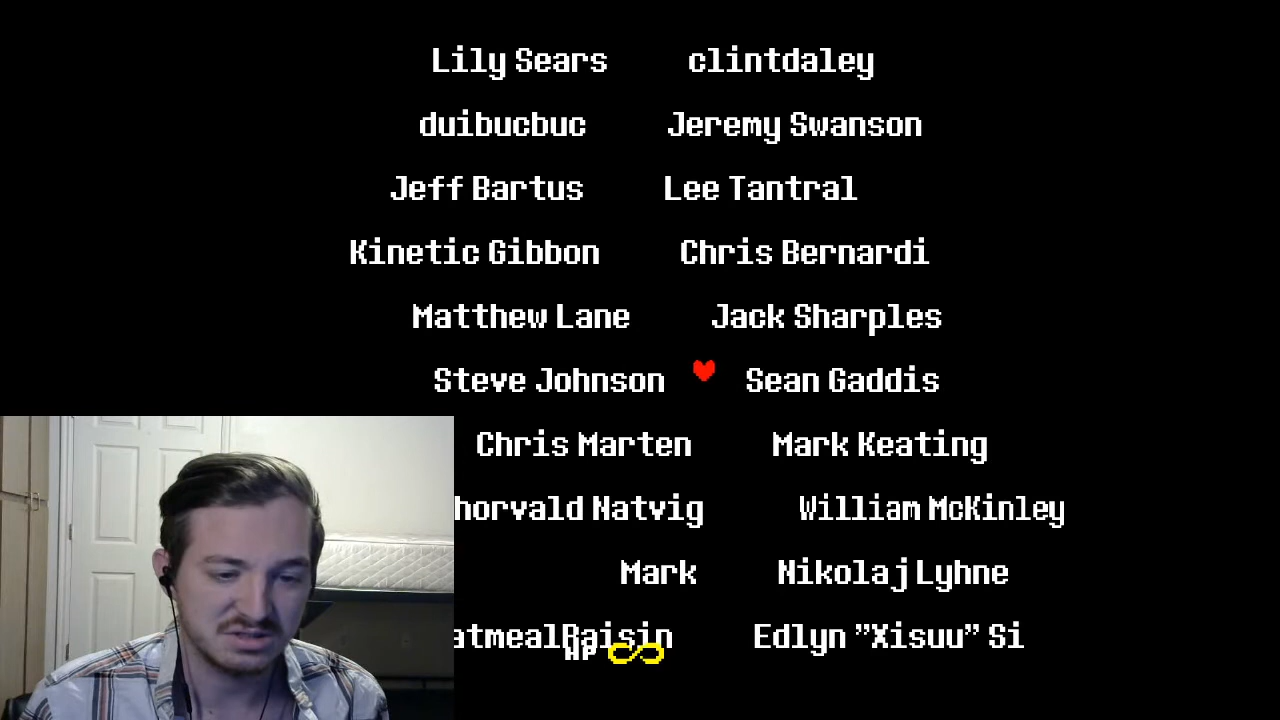 Lily Sears clintdaley
duibucbuc Jeremy Swanson
Jeff Bartus Lee Tantral
Kinetic Gibbon Chris Bernardi
Matthew Lane Jack Sharples
Steve Johnson Sean Gaddis
Chris Marten Mark Keating
horvald Natvig William McKinley
Mark Nikolaj Lyhne
atmealRaisin Edlyn "Xisuu" Si
HP ∞